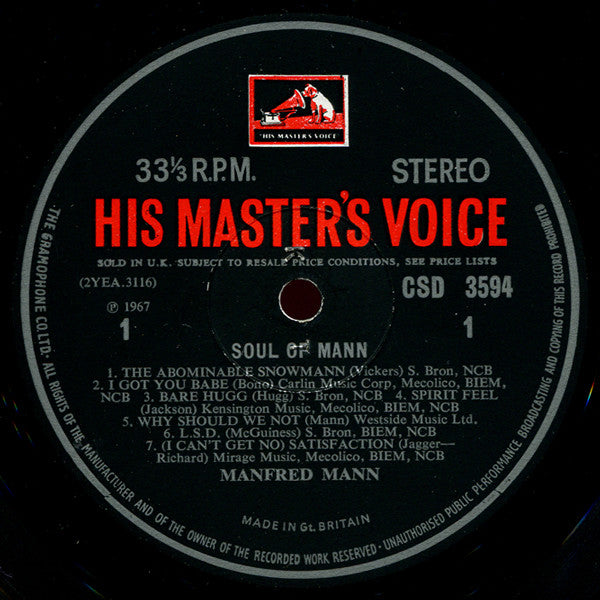 "HIS MASTER'S VOICE"
33⅓ R.P.M. STEREO
HIS MASTER'S VOICE
SOLD IN U.K. SUBJECT TO RESALE PRICE CONDITIONS, SEE PRICE LISTS
(2YEA.3116) CSD 3594
℗ 1967
1 1
SOUL OF MANN
1. THE ABOMINABLE SNOWMANN (Vickers) S. Bron, NCB
2. I GOT YOU BABE (Bono) Carlin Music Corp, Mecolico, BIEM,
NCB 3. BARE HUGG (Hugg) S. Bron, NCB 4. SPIRIT FEEL
(Jackson) Kensington Music, Mecolico, BIEM, NCB
5. WHY SHOULD WE NOT (Mann) Westside Music Ltd.
6. L.S.D. (McGuiness) S. Bron, BIEM, NCB
7. (I CAN'T GET NO) SATISFACTION (Jagger—
Richard) Mirage Music, Mecolico, BIEM, NCB
MANFRED MANN
MADE IN Gt. BRITAIN
THE GRAMOPHONE CO. LTD. ALL RIGHTS OF THE MANUFACTURER AND OF THE OWNER OF THE RECORDED WORK RESERVED · UNAUTHORISED PUBLIC PERFORMANCE BROADCASTING AND COPYING OF THIS RECORD PROHIBITED